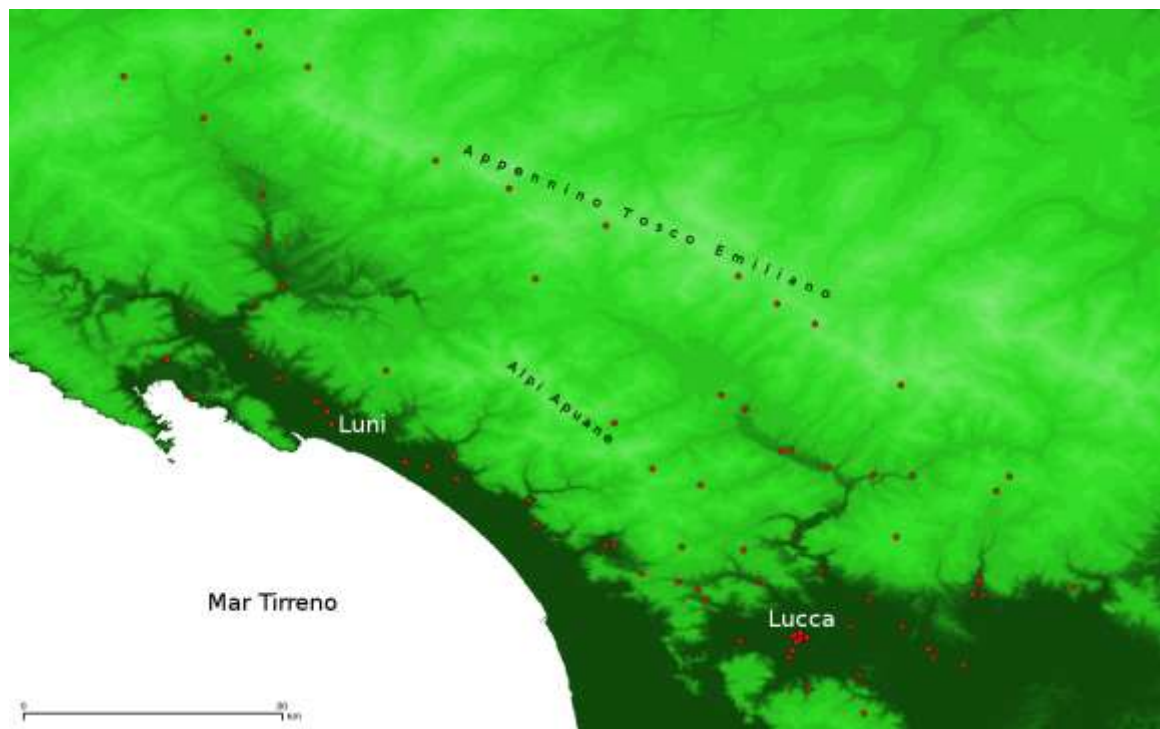 Appennino Tosco Emiliano
Alpi Apuane
Luni
Mar Tirreno
Lucca
0
km